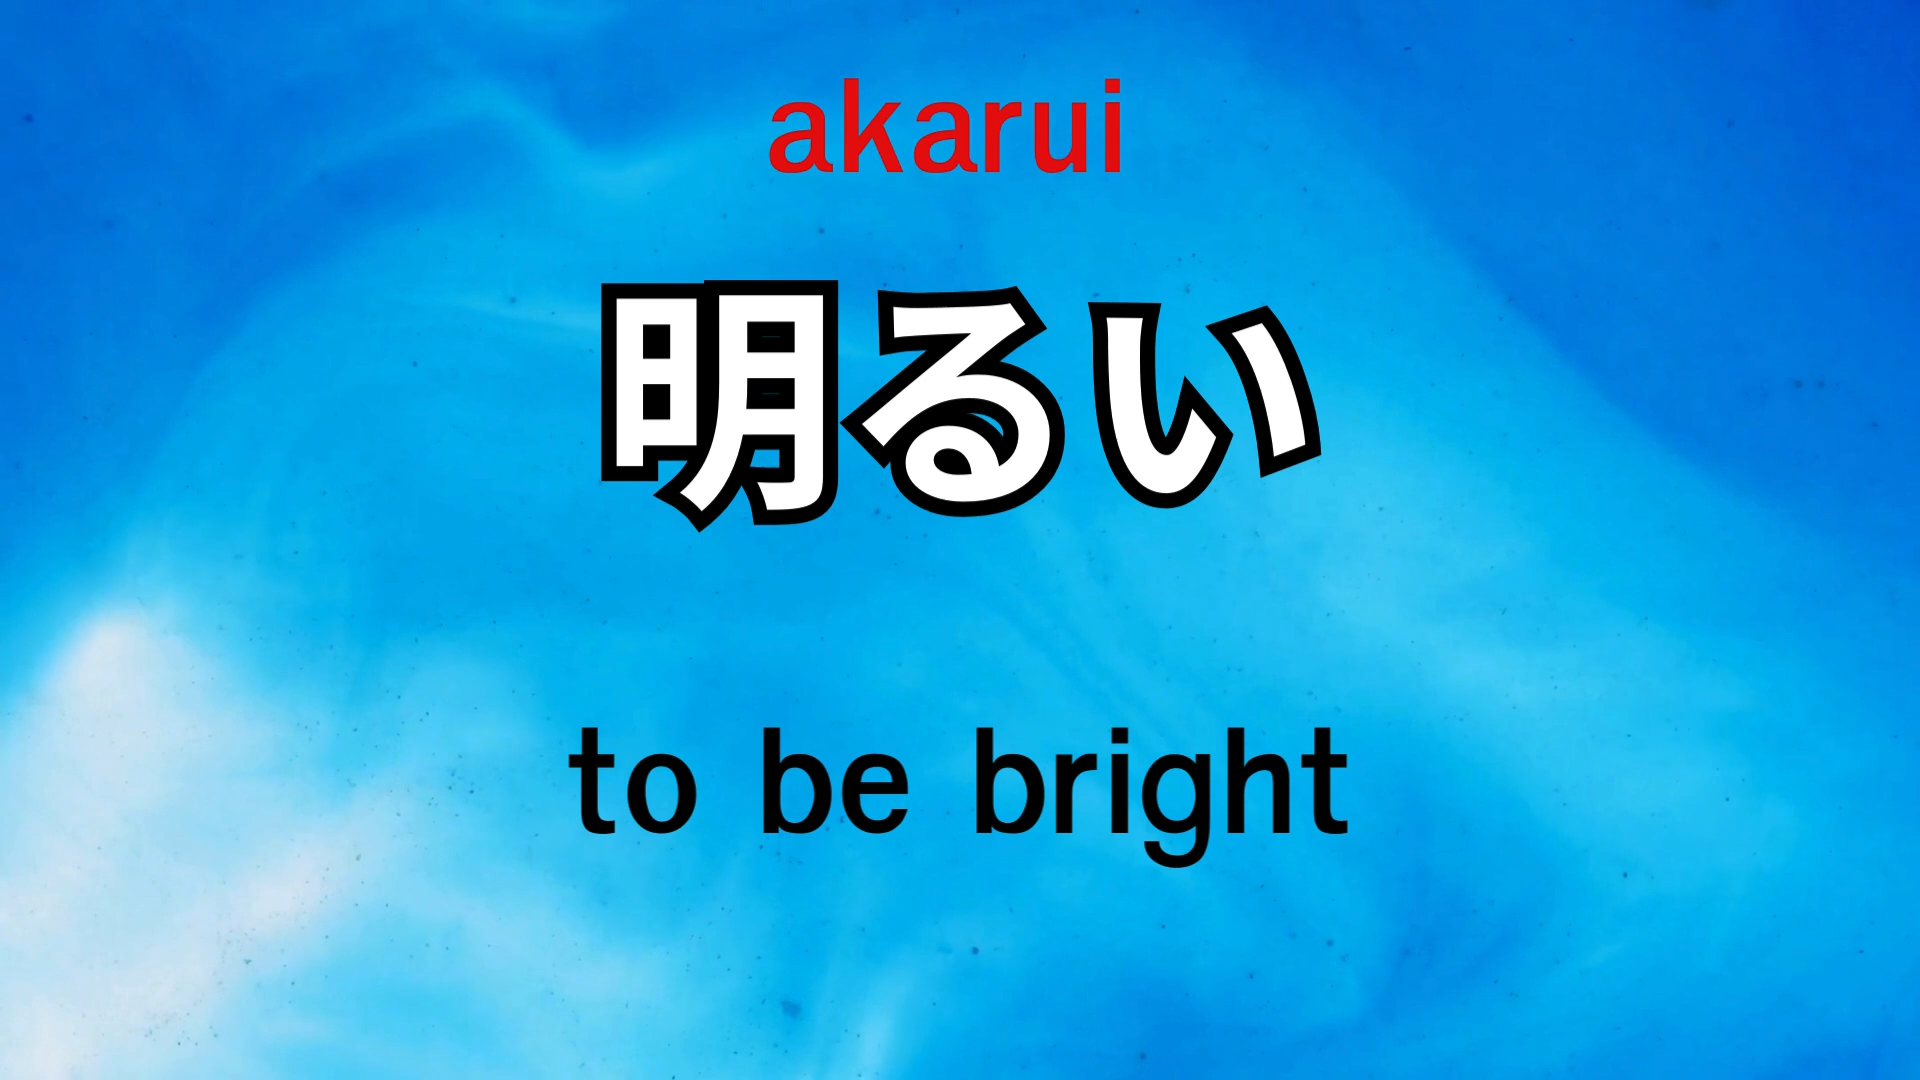 akarui
明るい
to be bright